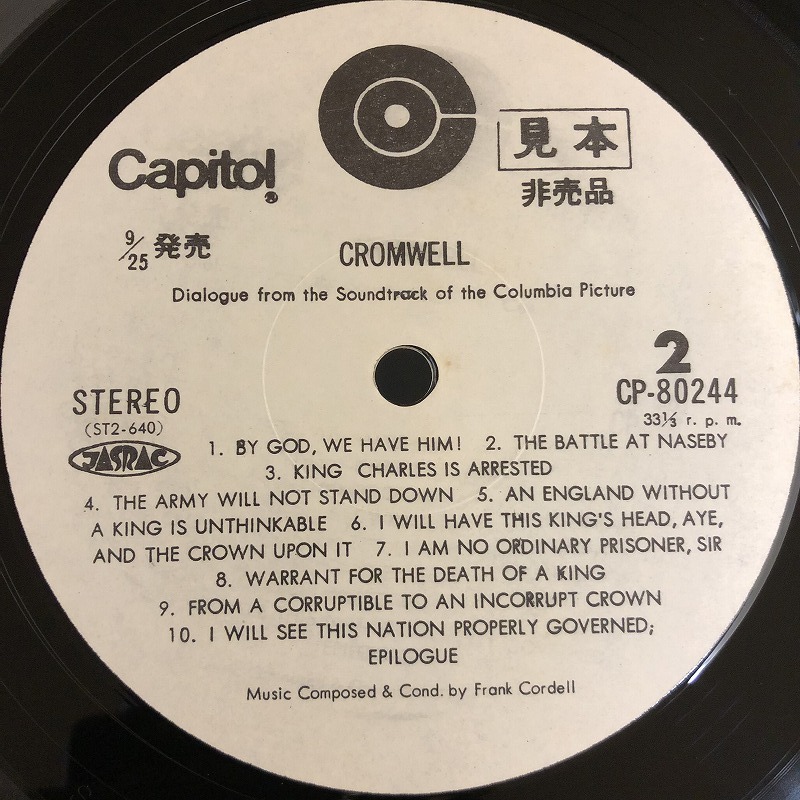 Capitol®
見本
非売品
9/25 発売
CROMWELL
Dialogue from the Soundtrack of the Columbia Picture
2
STEREO
CP-80244
(ST2-640)
33⅓ r. p. m.
JASRAC
1. BY GOD, WE HAVE HIM! 2. THE BATTLE AT NASEBY
3. KING CHARLES IS ARRESTED
4. THE ARMY WILL NOT STAND DOWN 5. AN ENGLAND WITHOUT
A KING IS UNTHINKABLE 6. I WILL HAVE THIS KING'S HEAD, AYE,
AND THE CROWN UPON IT 7. I AM NO ORDINARY PRISONER, SIR
8. WARRANT FOR THE DEATH OF A KING
9. FROM A CORRUPTIBLE TO AN INCORRUPT CROWN
10. I WILL SEE THIS NATION PROPERLY GOVERNED;
EPILOGUE
Music Composed & Cond. by Frank Cordell